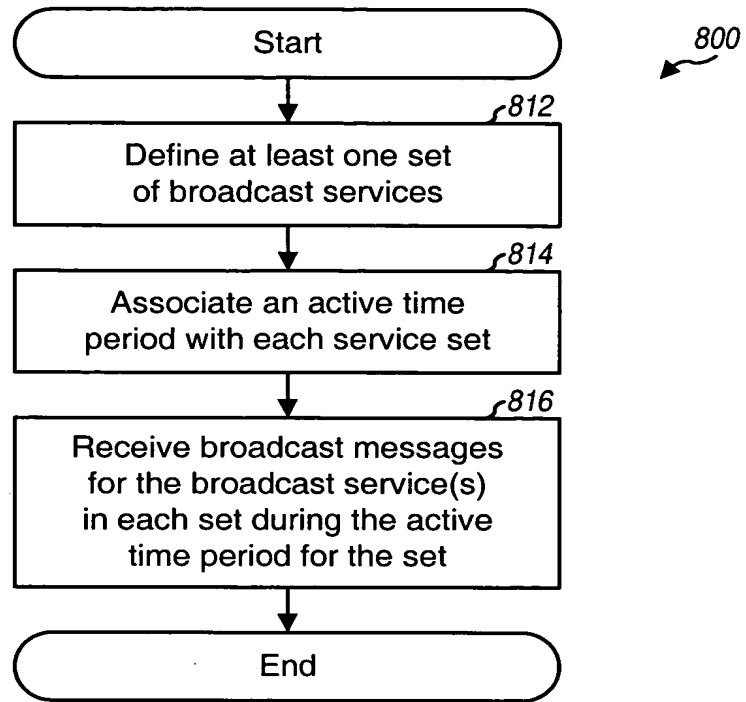 Start
800
812
Define at least one set
of broadcast services
814
Associate an active time
period with each service set
816
Receive broadcast messages
for the broadcast service(s)
in each set during the active
time period for the set
End